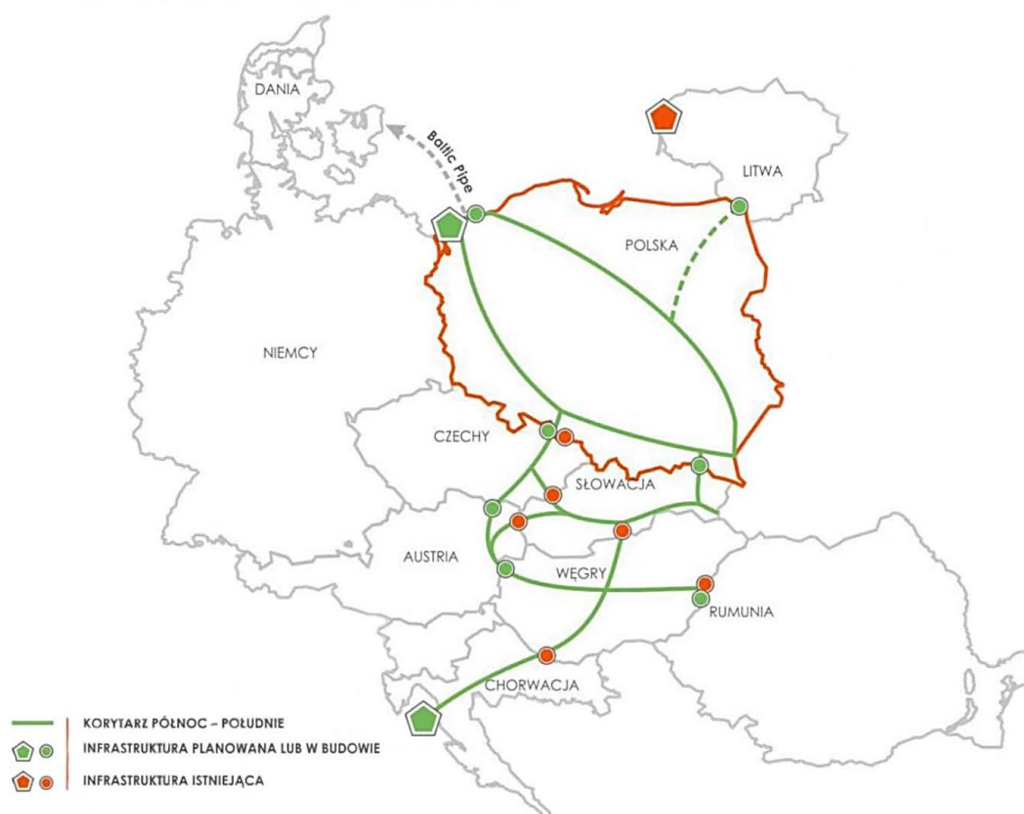 DANIA
Baltic Pipe
LITWA
POLSKA
NIEMCY
CZECHY
SŁOWACJA
AUSTRIA
WĘGRY
RUMUNIA
CHORWACJA
KORYTARZ PÓŁNOC – POŁUDNIE
INFRASTRUKTURA PLANOWANA LUB W BUDOWIE
INFRASTRUKTURA ISTNIEJĄCA